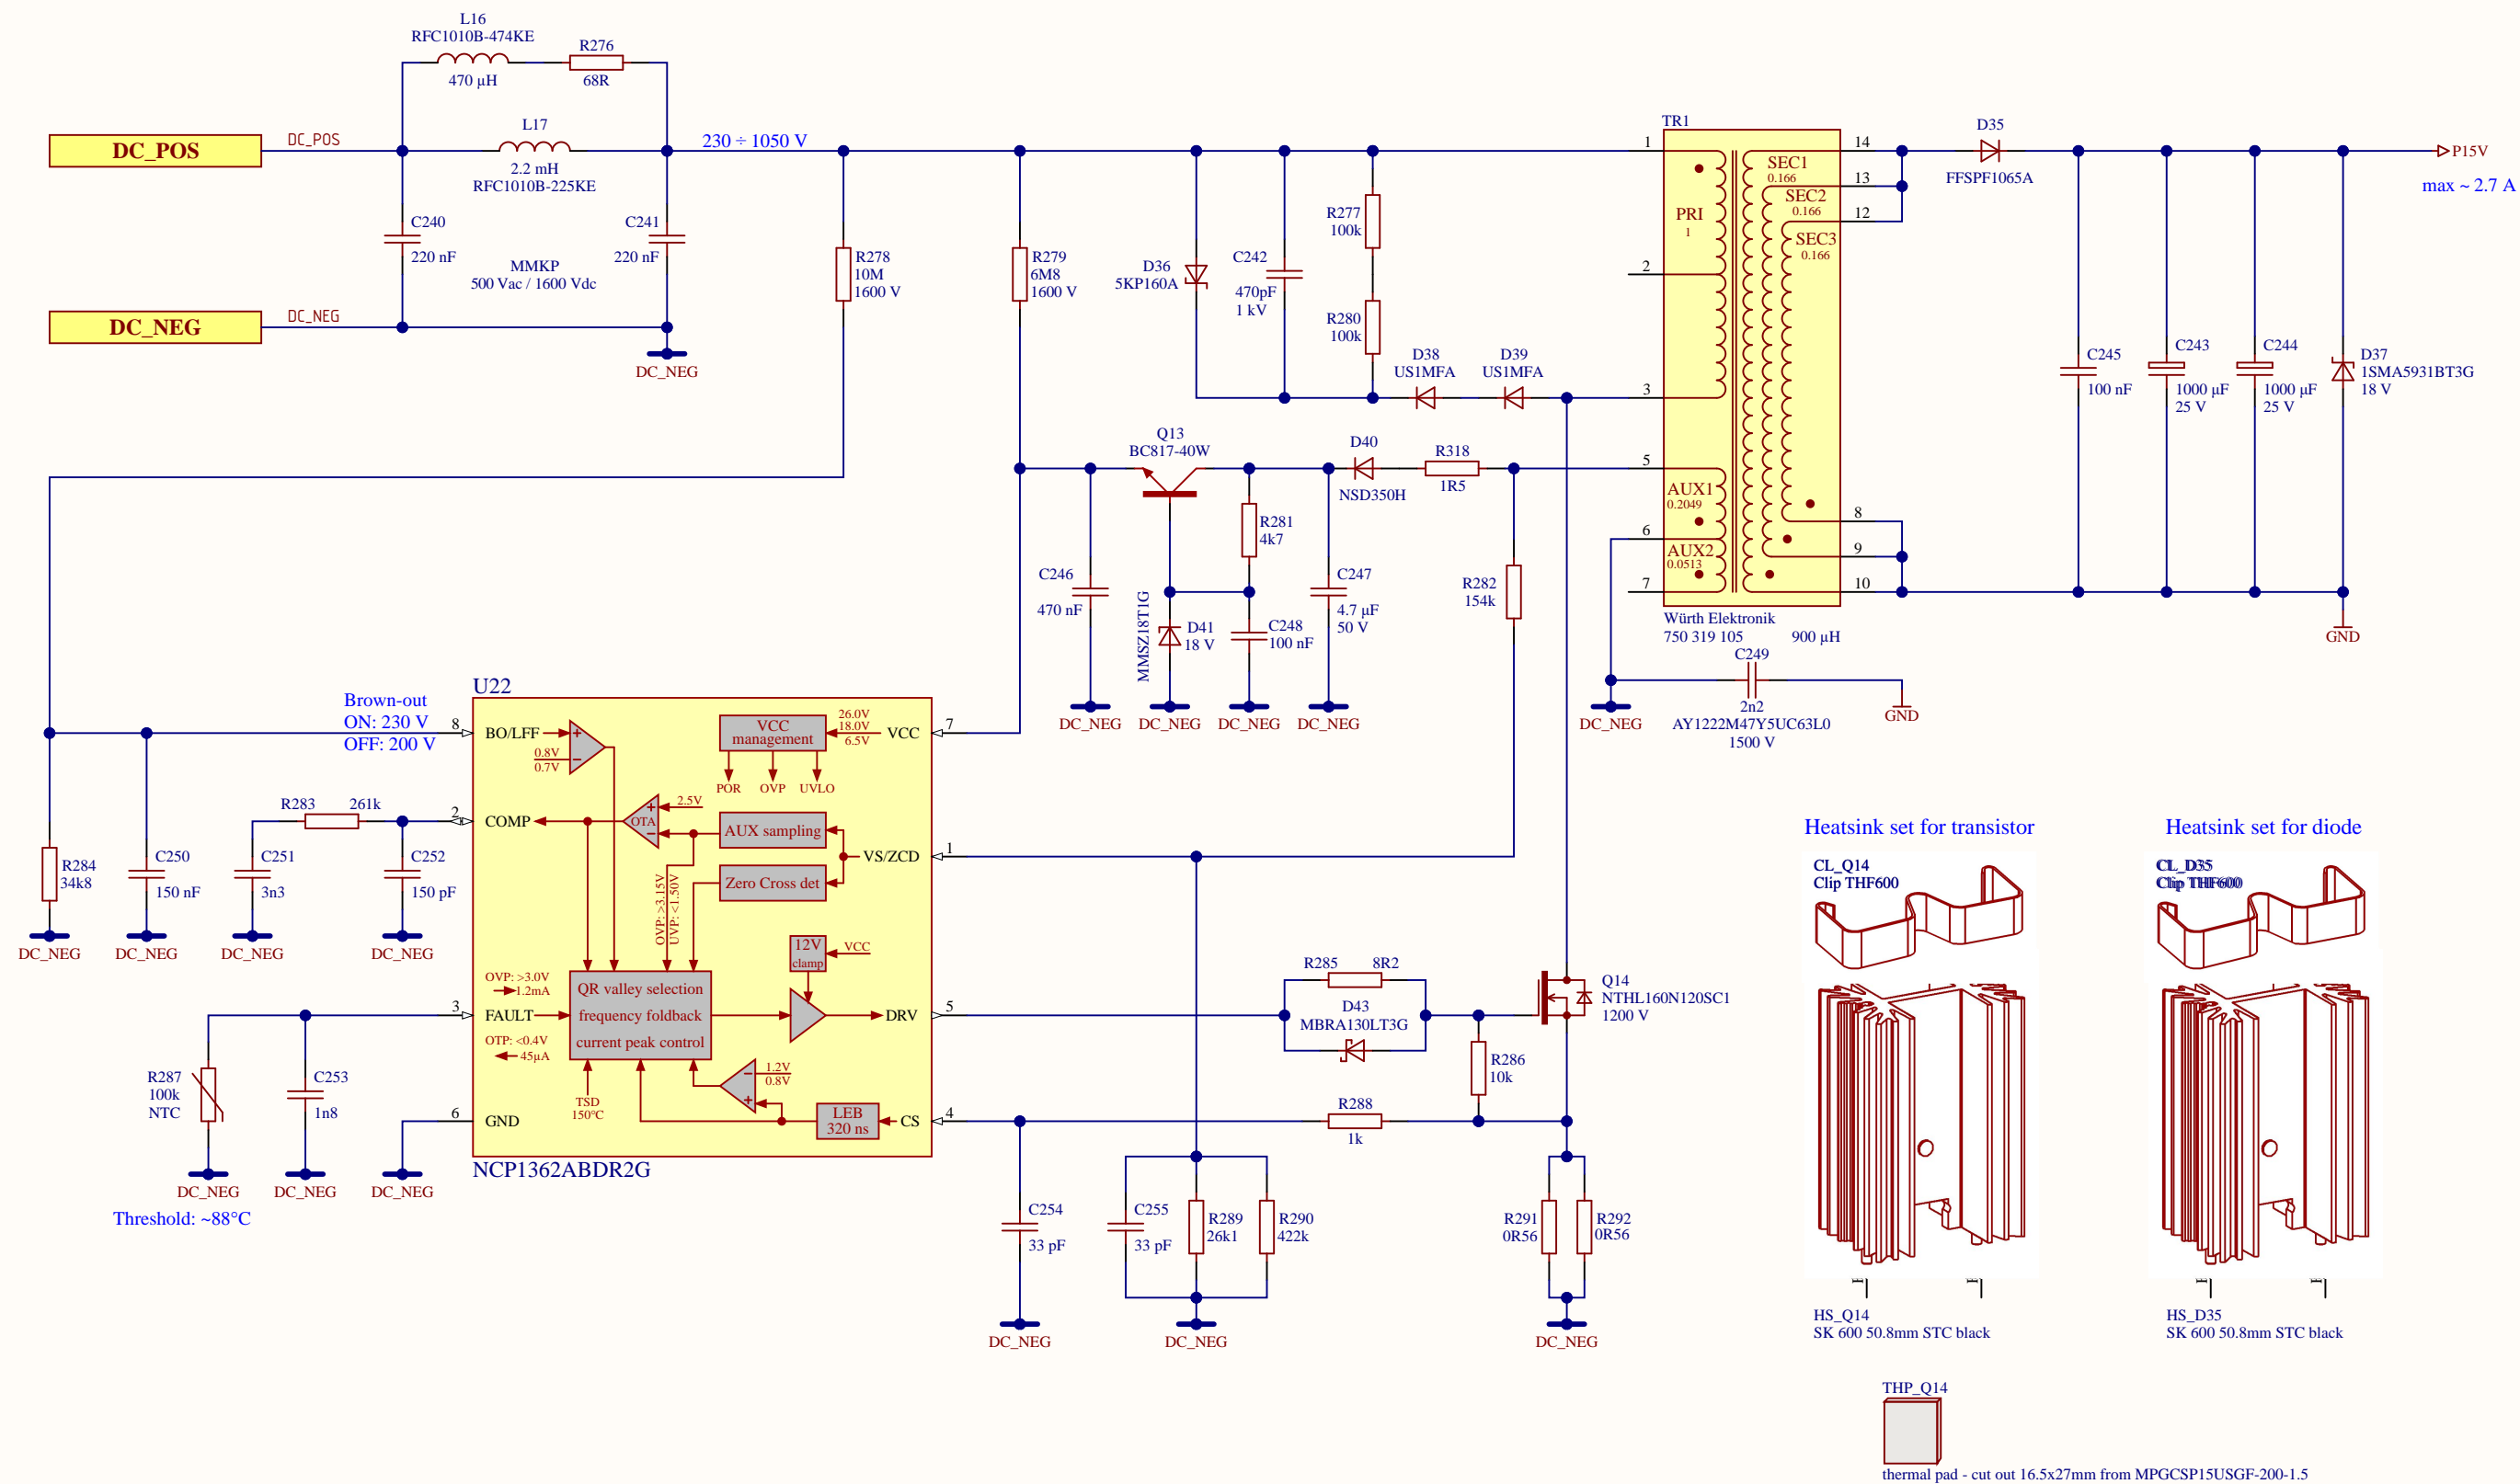 L16
RFC1010B-474KE
470 µH
R276
68R
L17
2.2 mH
RFC1010B-225KE
DC_POS
DC_POS
230 ÷ 1050 V
C240
220 nF
C241
220 nF
MMKP
500 Vac / 1600 Vdc
DC_NEG
DC_NEG
DC_NEG
R278
10M
1600 V
R279
6M8
1600 V
D36
5KP160A
C242
470pF
1 kV
R277
100k
R280
100k
D38
US1MFA
D39
US1MFA
TR1
1
2
3
5
6
7
PRI
1
AUX1
0.2049
AUX2
0.0513
SEC1
0.166
SEC2
0.166
SEC3
0.166
14
13
12
8
9
10
Würth Elektronik
750 319 105
900 µH
D35
FFSPF1065A
P15V
max ~ 2.7 A
C245
100 nF
C243
1000 µF
25 V
C244
1000 µF
25 V
D37
1SMA5931BT3G
18 V
GND
Q13
BC817-40W
D40
NSD350H
R318
1R5
R281
4k7
C246
470 nF
MMSZ18T1G
D41
18 V
C248
100 nF
C247
4.7 µF
50 V
R282
154k
DC_NEG
DC_NEG
DC_NEG
DC_NEG
DC_NEG
C249
2n2
AY1222M47Y5UC63L0
1500 V
GND
Brown-out
ON: 230 V
OFF: 200 V
U22
8
BO/LFF
0.8V
0.7V
VCC
management
26.0V
18.0V
6.5V
VCC
7
POR
OVP
UVLO
R283
261k
2
COMP
OTA
2.5V
AUX sampling
VS/ZCD
1
Zero Cross det
OVP: >3.15V
UVP: <1.50V
12V
clamp
VCC
R284
34k8
C250
150 nF
C251
3n3
C252
150 pF
DC_NEG
DC_NEG
DC_NEG
DC_NEG
OVP: >3.0V
1.2mA
3
FAULT
OTP: <0.4V
45µA
QR valley selection
frequency foldback
current peak control
DRV
5
TSD
150°C
1.2V
0.8V
LEB
320 ns
CS
4
6
GND
NCP1362ABDR2G
R287
100k
NTC
C253
1n8
DC_NEG
DC_NEG
DC_NEG
Threshold: ~88°C
R285
8R2
D43
MBRA130LT3G
Q14
NTHL160N120SC1
1200 V
R286
10k
R288
1k
C254
33 pF
C255
33 pF
R289
26k1
R290
422k
R291
0R56
R292
0R56
DC_NEG
DC_NEG
DC_NEG
Heatsink set for transistor
CL_Q14
Clip THF600
HS_Q14
SK 600 50.8mm STC black
Heatsink set for diode
CL_D35
Clip THF600
HS_D35
SK 600 50.8mm STC black
THP_Q14
thermal pad - cut out 16.5x27mm from MPGCSP15USGF-200-1.5